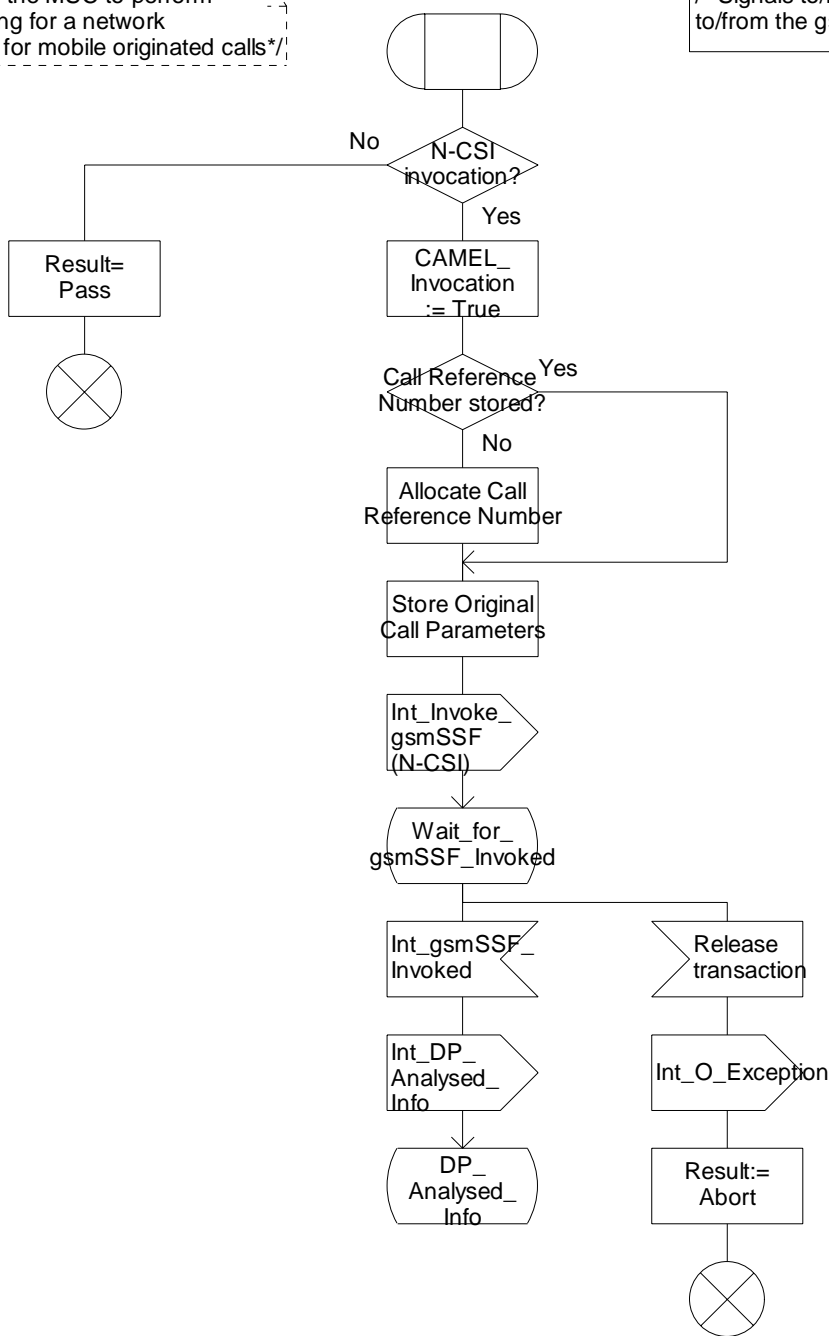 the MSC to perform
ng for a network
for mobile originated calls*/
to/from the g
No
N-CSI
invocation?
Yes
Result=
Pass
CAMEL_
Invocation
:= True
Call Reference
Number stored?
Yes
No
Allocate Call
Reference Number
Store Original
Call Parameters
Int_Invoke_
gsmSSF
(N-CSI)
Wait_for_
gsmSSF_Invoked
Int_gsmSSF_
Invoked
Release
transaction
Int_DP_
Analysed_
Info
Int_O_Exception
DP_
Analysed_
Info
Result:=
Abort